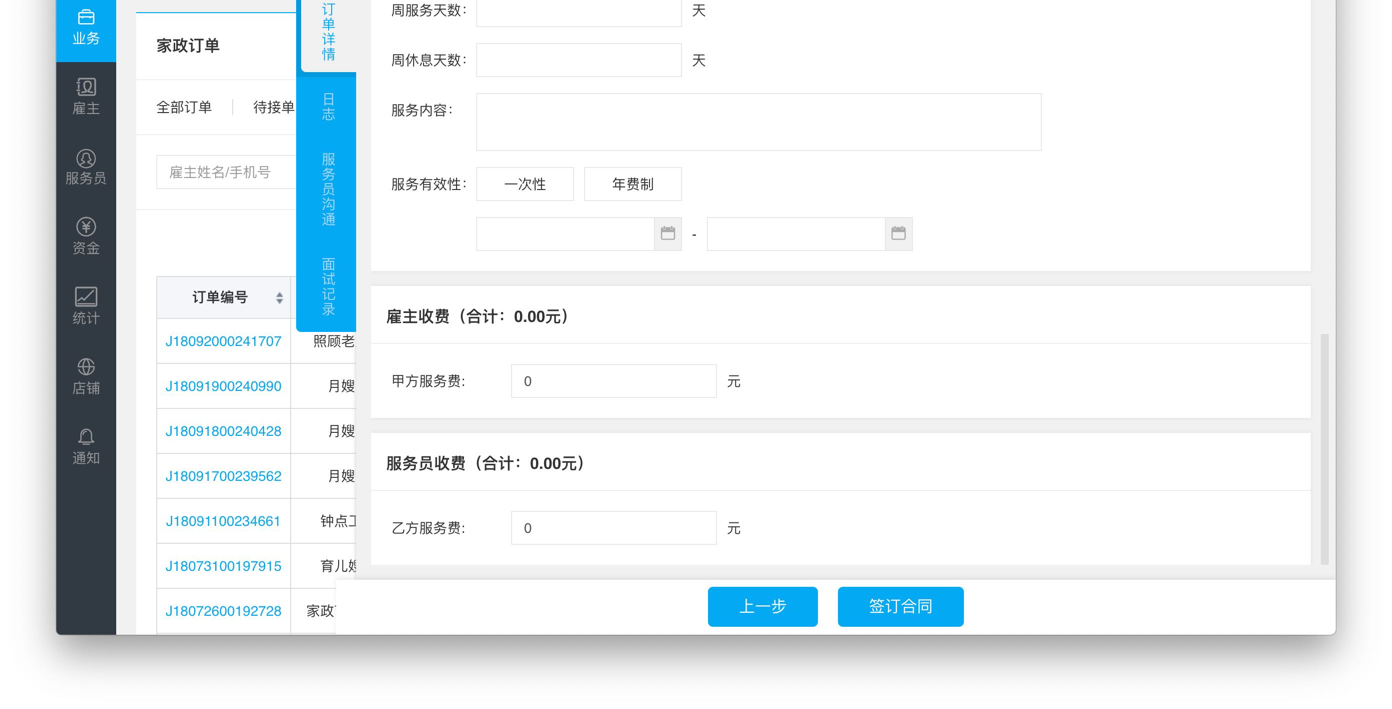 业务
雇主
服务员
资金
统计
店铺
通知
家政订单
全部订单
待接单
雇主姓名/手机号
订单编号
J18092000241707
照顾老
J18091900240990
月嫂
J18091800240428
月嫂
J18091700239562
月嫂
J18091100234661
钟点工
J18073100197915
育儿嫂
J18072600192728
家政
订单详情
日志
服务员沟通
面试记录
周服务天数：
天
周休息天数：
天
服务内容：
服务有效性：
一次性
年费制
-
雇主收费（合计：0.00元）
甲方服务费：
0
元
服务员收费（合计：0.00元）
乙方服务费：
0
元
上一步
签订合同